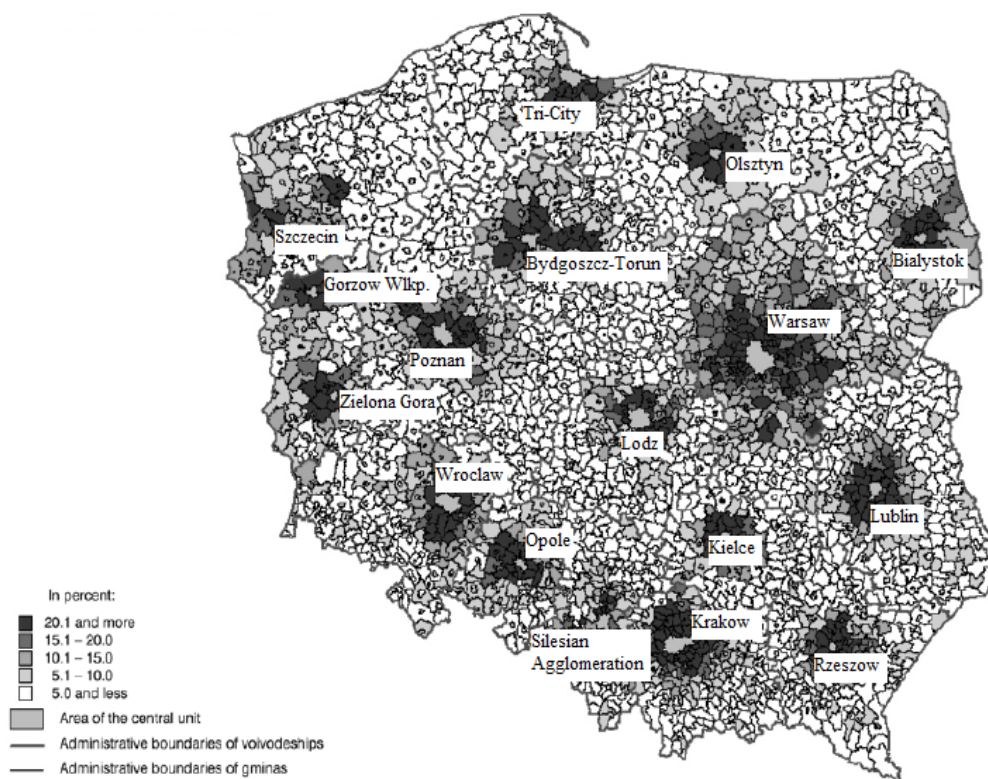 Tri-City
Olsztyn
Szczecin
Bydgoszcz-Torun
Bialystok
Gorzow Wlkp.
Warsaw
Poznan
Zielona Gora
Lodz
Wroclaw
Lublin
Opole
Kielce
Krakow
Silesian
Agglomeration
Rzeszow
In percent:
20.1 and more
15.1 – 20.0
10.1 – 15.0
5.1 – 10.0
5.0 and less
Area of the central unit
Administrative boundaries of voivodeships
Administrative boundaries of gminas